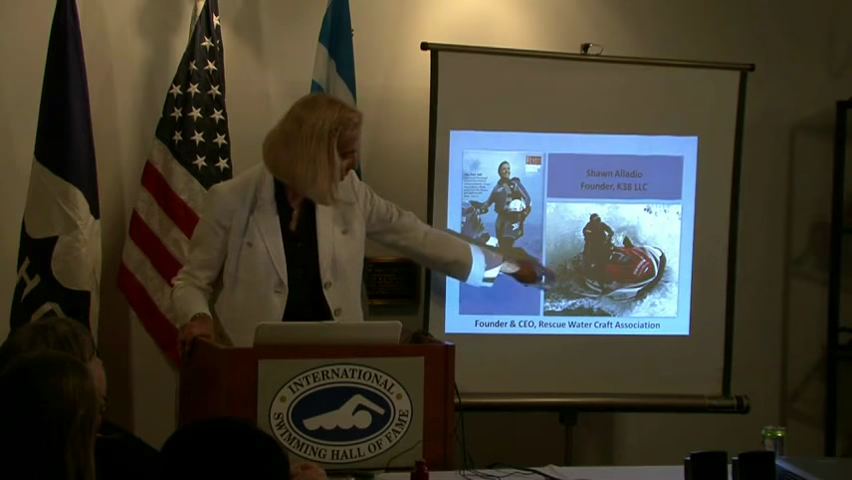 Shawn Alladio
Founder, K38 LLC
Founder & CEO, Rescue Water Craft Association
INTERNATIONAL
SWIMMING HALL OF FAME
H